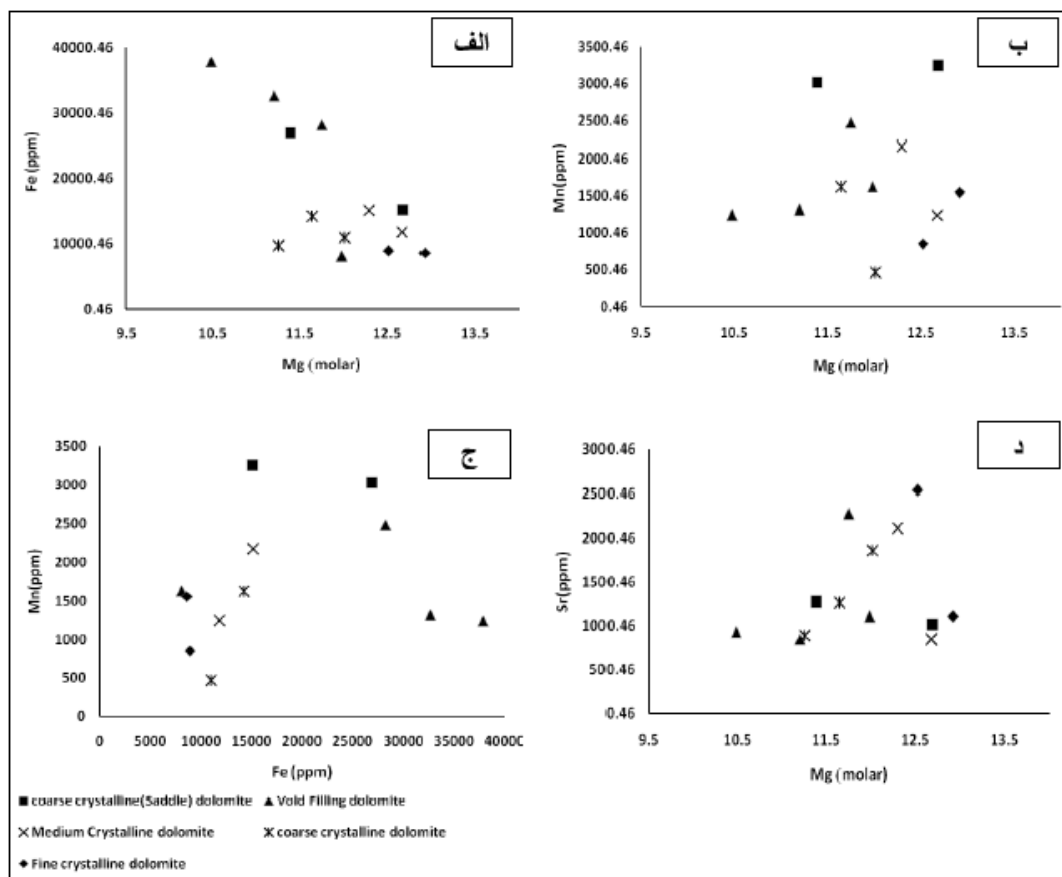 الف
40000.46
30000.46
20000.46
10000.46
0.46
Fe (ppm)
9.5 10.5 11.5 12.5 13.5
Mg (molar)
ب
3500.46
3000.46
2500.46
2000.46
1500.46
1000.46
500.46
0.46
Mn(ppm)
9.5 10.5 11.5 12.5 13.5
Mg (molar)
ج
3500
3000
2500
2000
1500
1000
500
0
Mn(ppm)
0 5000 10000 15000 20000 25000 30000 35000 40000
Fe (ppm)
د
3000.46
2500.46
2000.46
1500.46
1000.46
500.46
0.46
Sr(ppm)
9.5 10.5 11.5 12.5 13.5
Mg (molar)
coarse crystalline(Saddle) dolomite Void Filling dolomite
Medium Crystalline dolomite coarse crystalline dolomite
Fine crystalline dolomite